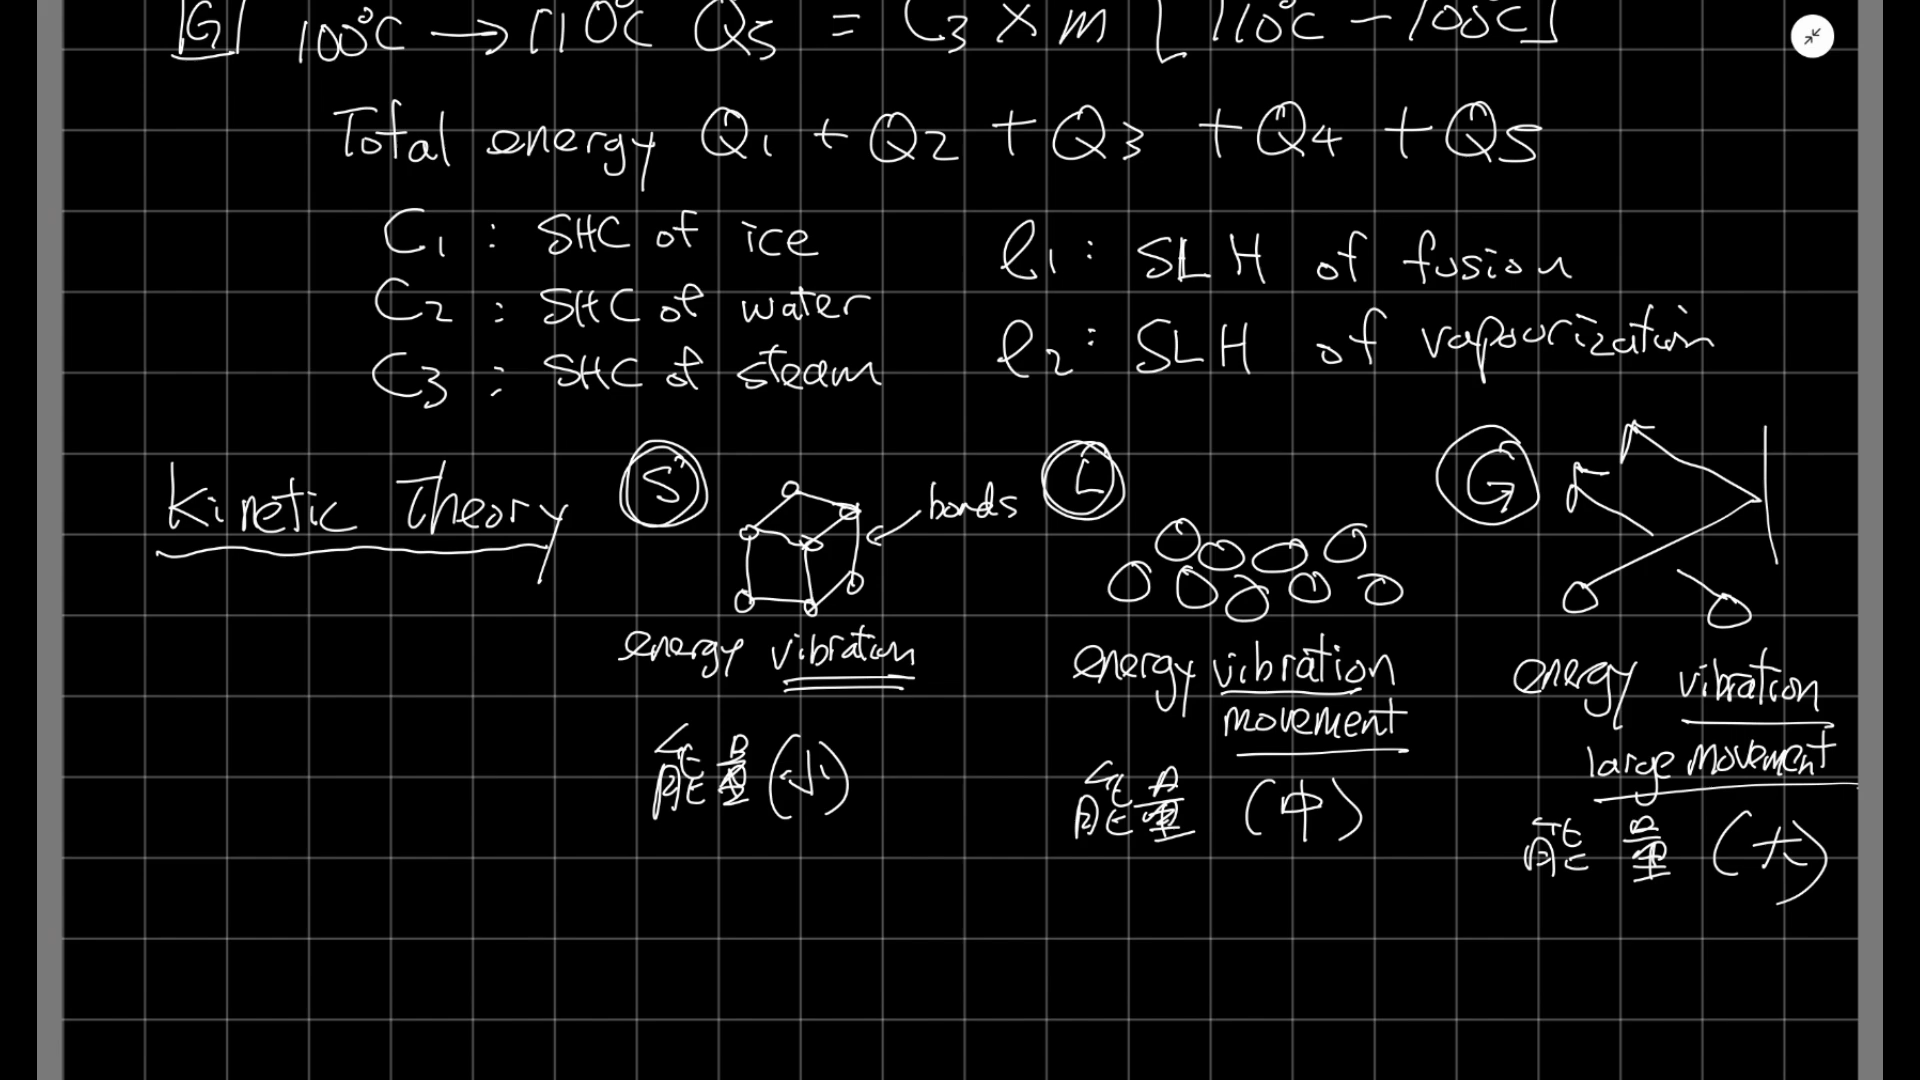 G 100°C → 110°C Q5 = C3 × m [110°C - 100°C]
Total energy Q1 + Q2 + Q3 + Q4 + Q5
C1 : SHC of ice
C2 : SHC of water
C3 : SHC of steam
ℓ1 : SLH of fusion
ℓ2 : SLH of vapourization
Kinetic Theory
S
bonds
energy vibration
能量 (小)
L
energy vibration
movement
能量 (中)
G
energy vibration
large movement
能量 (大)